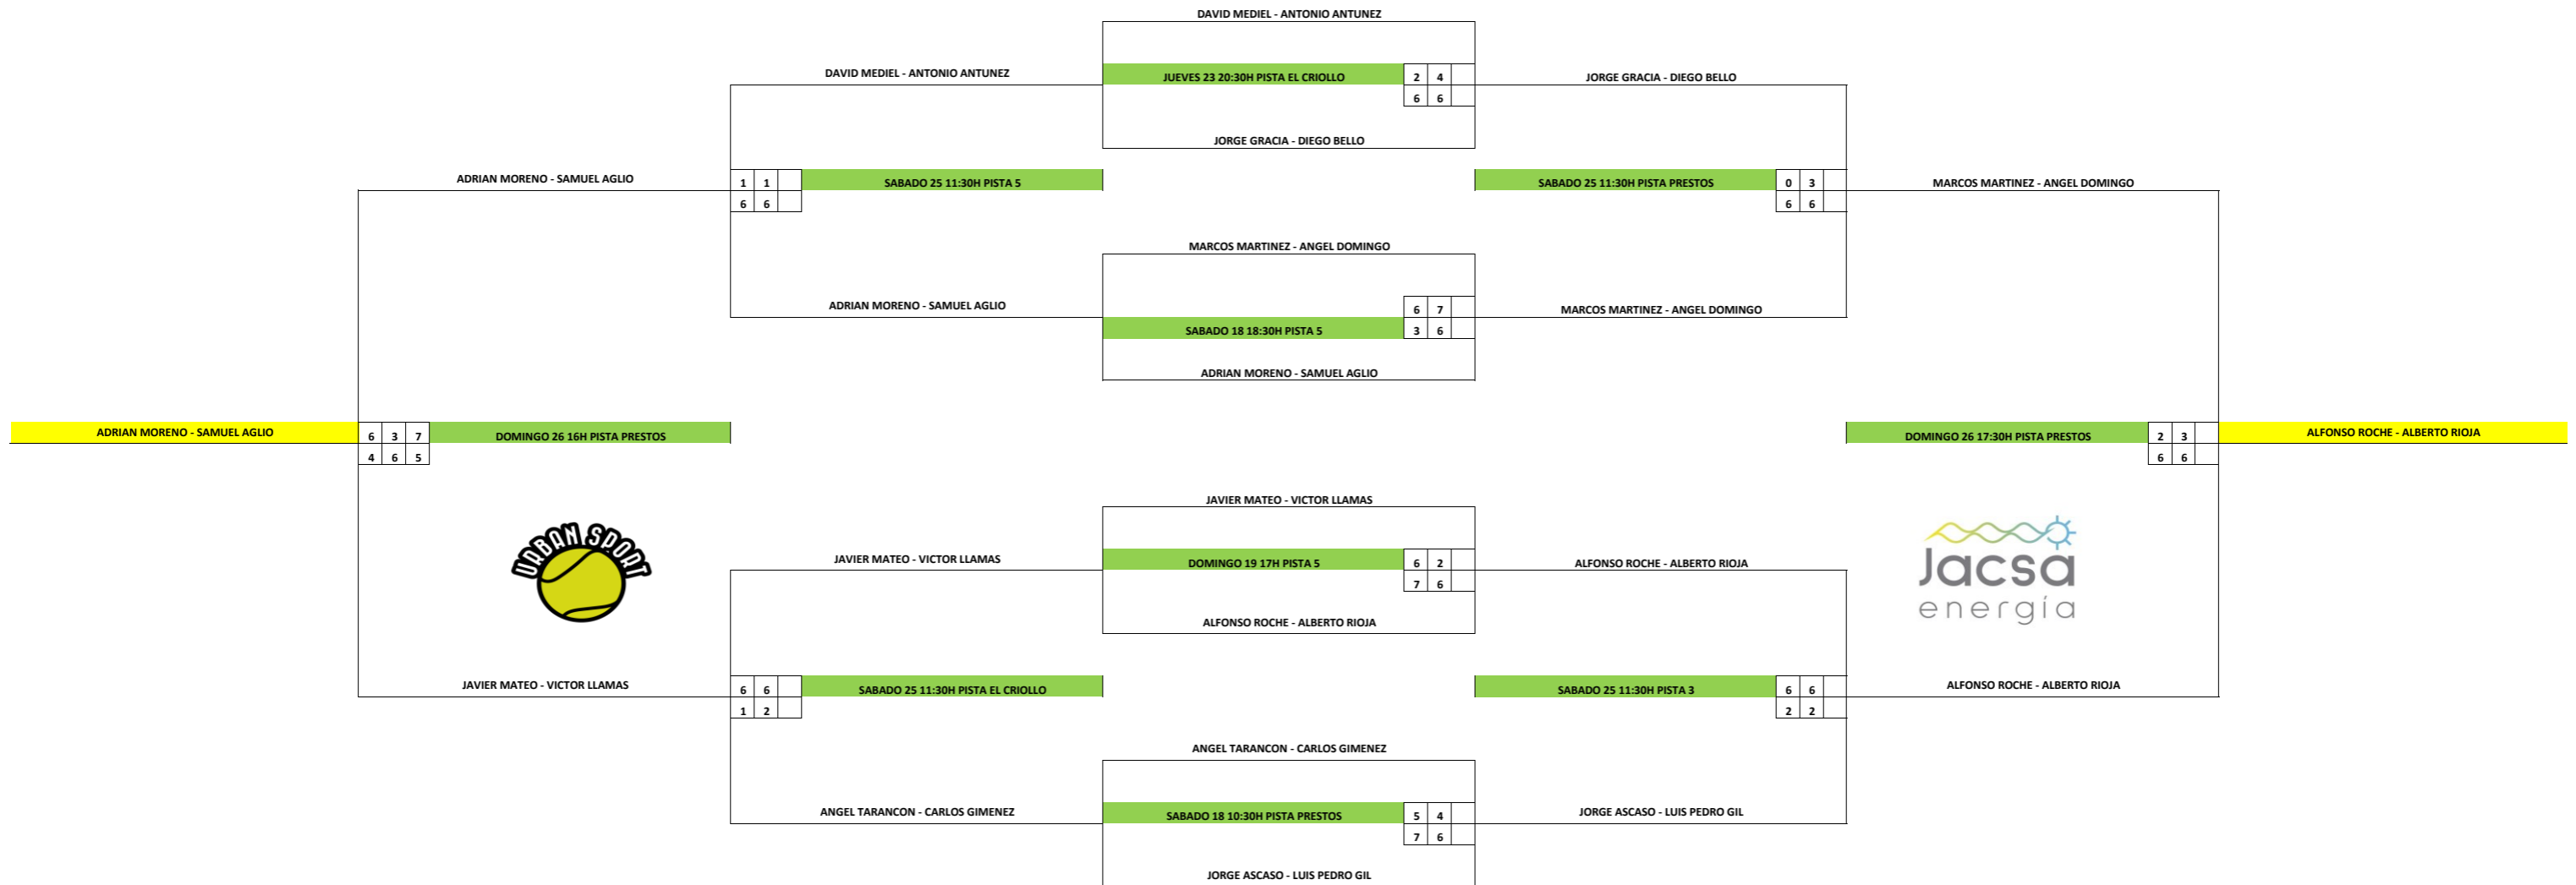 DAVID MEDIEL - ANTONIO ANTUNEZ
DAVID MEDIEL - ANTONIO ANTUNEZ
JUEVES 23 20:30H PISTA EL CRIOLLO 2 4
JORGE GRACIA - DIEGO BELLO
6 6
JORGE GRACIA - DIEGO BELLO
ADRIAN MORENO - SAMUEL AGLIO
1 1 SABADO 25 11:30H PISTA 5
SABADO 25 11:30H PISTA PRESTOS 0 3
MARCOS MARTINEZ - ANGEL DOMINGO
6 6
6 6
MARCOS MARTINEZ - ANGEL DOMINGO
ADRIAN MORENO - SAMUEL AGLIO
6 7
MARCOS MARTINEZ - ANGEL DOMINGO
SABADO 18 18:30H PISTA 5 3 6
ADRIAN MORENO - SAMUEL AGLIO
ADRIAN MORENO - SAMUEL AGLIO
6 3 7 DOMINGO 26 16H PISTA PRESTOS
DOMINGO 26 17:30H PISTA PRESTOS 2 3
ALFONSO ROCHE - ALBERTO RIOJA
4 6 5
6 6
JAVIER MATEO - VICTOR LLAMAS
URBAN SPORT
Jacsa
energía
JAVIER MATEO - VICTOR LLAMAS
DOMINGO 19 17H PISTA 5 6 2
ALFONSO ROCHE - ALBERTO RIOJA
7 6
ALFONSO ROCHE - ALBERTO RIOJA
JAVIER MATEO - VICTOR LLAMAS
6 6 SABADO 25 11:30H PISTA EL CRIOLLO
SABADO 25 11:30H PISTA 3 6 6
ALFONSO ROCHE - ALBERTO RIOJA
1 2
2 2
ANGEL TARANCON - CARLOS GIMENEZ
ANGEL TARANCON - CARLOS GIMENEZ
SABADO 18 10:30H PISTA PRESTOS 5 4
JORGE ASCASO - LUIS PEDRO GIL
7 6
JORGE ASCASO - LUIS PEDRO GIL